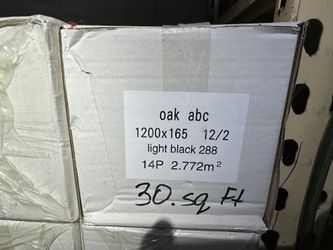 oak abc
1200x165 12/2
light black 288
14P 2.772m²
30.sq Ft